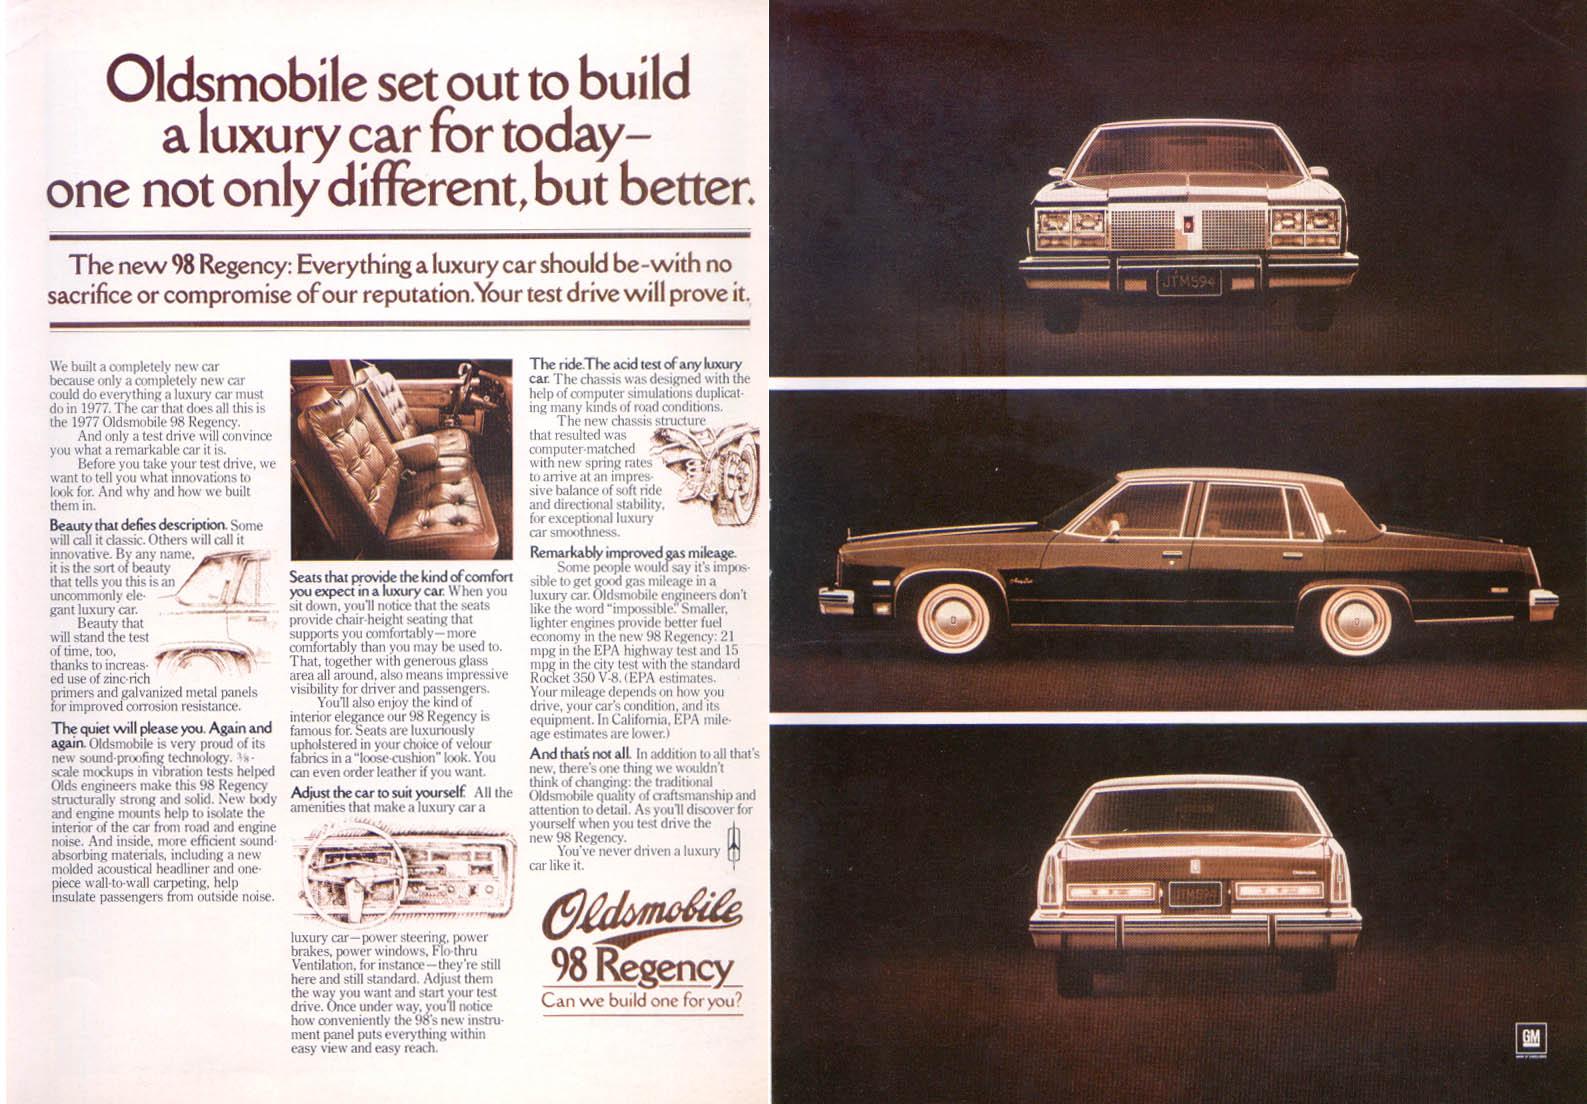 Oldsmobile set out to build
a luxury car for today–
one not only different, but better.
The new 98 Regency: Everything a luxury car should be-with no
sacrifice or compromise of our reputation. Your test drive will prove it.
We built a completely new car
because only a completely new car
could do everything a luxury car must
do in 1977. The car that does all this is
the 1977 Oldsmobile 98 Regency.
And only a test drive will convince
you what a remarkable car it is.
Before you take your test drive, we
want to tell you what innovations to
look for. And why and how we built
them in.
Beauty that defies description. Some
will call it classic. Others will call it
innovative. By any name,
it is the sort of beauty
that tells you this is an
uncommonly ele-
gant luxury car.
Beauty that
will stand the test
of time, too,
thanks to increas-
ed use of zinc-rich
primers and galvanized metal panels
for improved corrosion resistance.
The quiet will please you. Again and
again. Oldsmobile is very proud of its
new sound-proofing technology. ⅜-
scale mockups in vibration tests helped
Olds engineers make this 98 Regency
structurally strong and solid. New body
and engine mounts help to isolate the
interior of the car from road and engine
noise. And inside, more efficient sound-
absorbing materials, including a new
molded acoustical headliner and one-
piece wall-to-wall carpeting, help
insulate passengers from outside noise.
Seats that provide the kind of comfort
you expect in a luxury car. When you
sit down, you'll notice that the seats
provide chair-height seating that
supports you comfortably—more
comfortably than you may be used to.
That, together with generous glass
area all around, also means impressive
visibility for driver and passengers.
You'll also enjoy the kind of
interior elegance our 98 Regency is
famous for. Seats are luxuriously
upholstered in your choice of velour
fabrics in a "loose-cushion" look. You
can even order leather if you want.
Adjust the car to suit yourself. All the
amenities that make a luxury car a
luxury car—power steering, power
brakes, power windows, Flo-thru
Ventilation, for instance—they're still
here and still standard. Adjust them
the way you want and start your test
drive. Once under way, you'll notice
how conveniently the 98's new instru-
ment panel puts everything within
easy view and easy reach.
The ride. The acid test of any luxury
car. The chassis was designed with the
help of computer simulations duplicat-
ing many kinds of road conditions.
The new chassis structure
that resulted was
computer-matched
with new spring rates
to arrive at an impres-
sive balance of soft ride
and directional stability,
for exceptional luxury
car smoothness.
Remarkably improved gas mileage.
Some people would say it's impos-
sible to get good gas mileage in a
luxury car. Oldsmobile engineers don't
like the word "impossible." Smaller,
lighter engines provide better fuel
economy in the new 98 Regency: 21
mpg in the EPA highway test and 15
mpg in the city test with the standard
Rocket 350 V-8. (EPA estimates.
Your mileage depends on how you
drive, your car's condition, and its
equipment. In California, EPA mile-
age estimates are lower.)
And that's not all. In addition to all that's
new, there's one thing we wouldn't
think of changing: the traditional
Oldsmobile quality of craftsmanship and
attention to detail. As you'll discover for
yourself when you test drive the
new 98 Regency.
You've never driven a luxury
car like it.
Oldsmobile
98 Regency
Can we build one for you?
JTM594
JTM594
GM